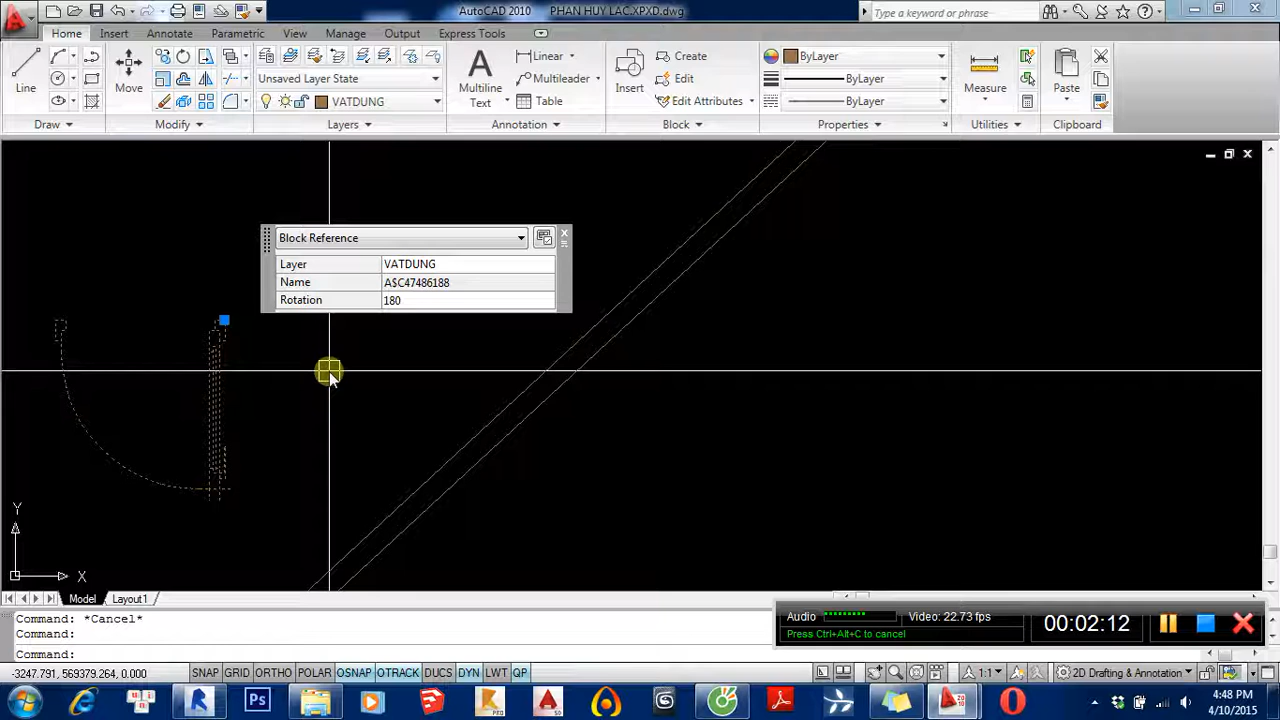 AutoCAD 2010 PHAN HUY LAC.XPXD.dwg
Type a keyword or phrase
Home Insert Annotate Parametric View Manage Output Express Tools
Line Move Unsaved Layer State VATDUNG Multiline Text Linear Multileader Table Insert Create Edit Edit Attributes ByLayer ByLayer ByLayer Measure Paste
Draw Modify Layers Annotation Block Properties Utilities Clipboard
Block Reference
Layer VATDUNG
Name A$C47486188
Rotation 180
Y
X
Model Layout1
Command: *Cancel*
Command:
Command:
Audio Video: 22.73 fps
Press Ctrl+Alt+C to cancel
00:02:12
-3247.791, 569379.264, 0.000 SNAP GRID ORTHO POLAR OSNAP OTRACK DUCS DYN LWT QP 1:1 2D Drafting & Annotation
Ps PRO
4:48 PM
4/10/2015